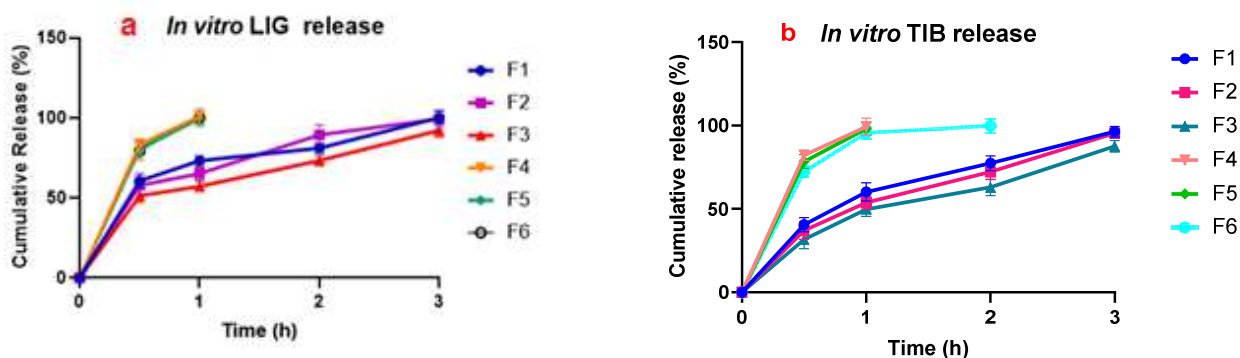 a In vitro LIG release
150
100
50
0
0 1 2 3
Cumulative Release (%)
Time (h)
F1
F2
F3
F4
F5
F6
b In vitro TIB release
150
100
50
0
0 1 2 3
Cumulative release (%)
Time (h)
F1
F2
F3
F4
F5
F6